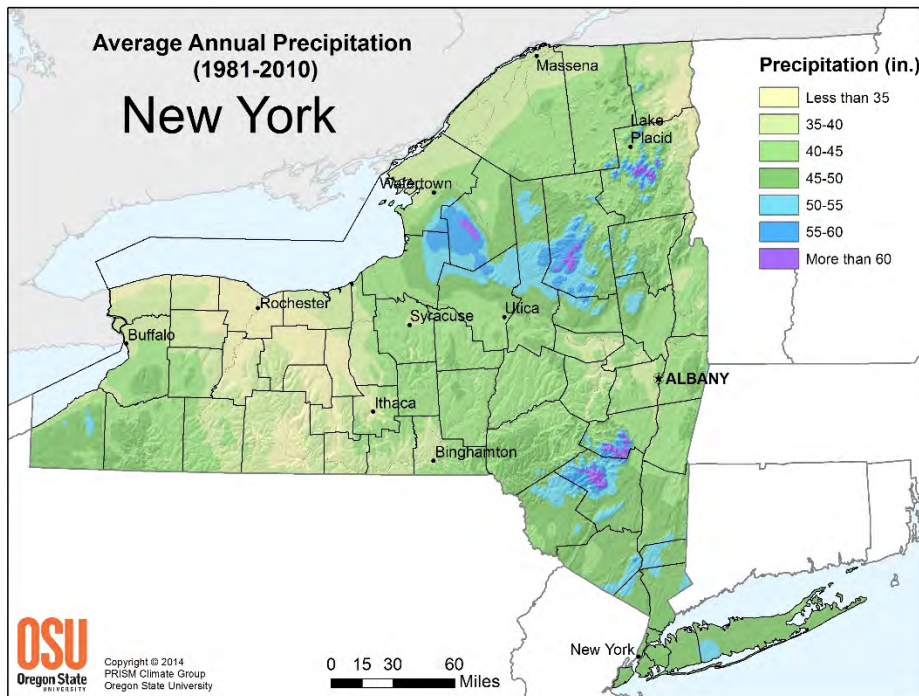 Average Annual Precipitation
(1981-2010)
New York
Precipitation (in.)
Less than 35
35-40
40-45
45-50
50-55
55-60
More than 60
Massena
Lake
Placid
Watertown
Rochester
Syracuse
Utica
Buffalo
ALBANY
Ithaca
Binghamton
New York
OSU
Oregon State
UNIVERSITY
Copyright © 2014
PRISM Climate Group
Oregon State University
0 15 30 60
Miles